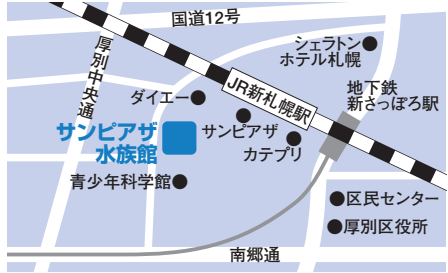 国道12号
厚別中央通
シェラトン
ホテル札幌
ダイエー
JR新札幌駅
地下鉄
新さっぽろ駅
サンピアザ
水族館
サンピアザ
カテプリ
青少年科学館
区民センター
厚別区役所
南郷通